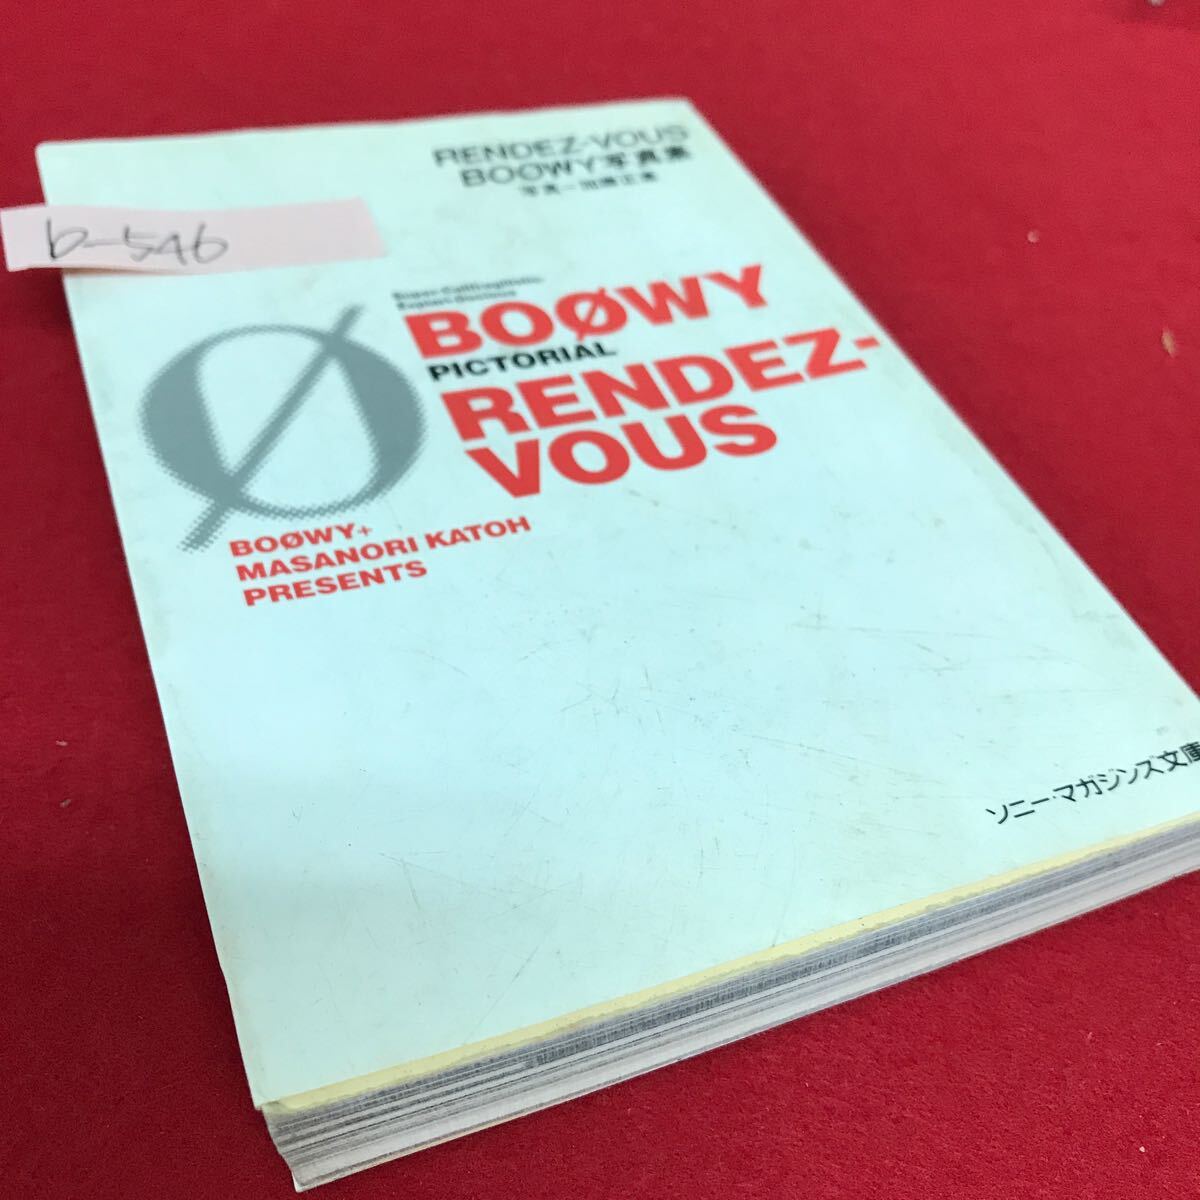 RENDEZ-VOUS
BOØWY写真集
b-546
BOØWY
PICTORIAL
RENDEZ-
VOUS
BOØWY+
MASANORI KATOH
PRESENTS
ソニー・マガジンズ文庫